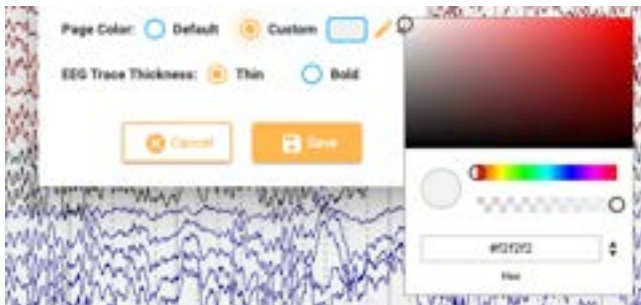 Page Color: Default Custom
EEG Trace Thickness: Thin Bold
Cancel Save
#f2f2f2
Hex